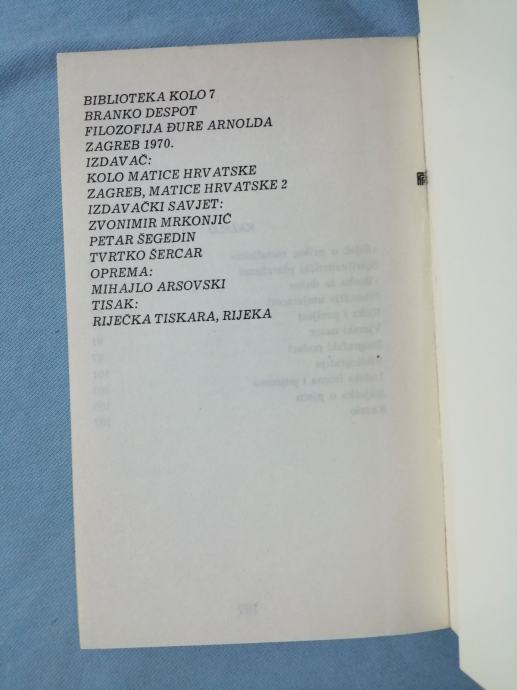 BIBLIOTEKA KOLO 7
BRANKO DESPOT
FILOZOFIJA ĐURE ARNOLDA
ZAGREB 1970.
IZDAVAČ:
KOLO MATICE HRVATSKE
ZAGREB, MATICE HRVATSKE 2
IZDAVAČKI SAVJET:
ZVONIMIR MRKONJIĆ
PETAR ŠEGEDIN
TVRTKO ŠERCAR
OPREMA:
MIHAJLO ARSOVSKI
TISAK:
RIJEČKA TISKARA, RIJEKA